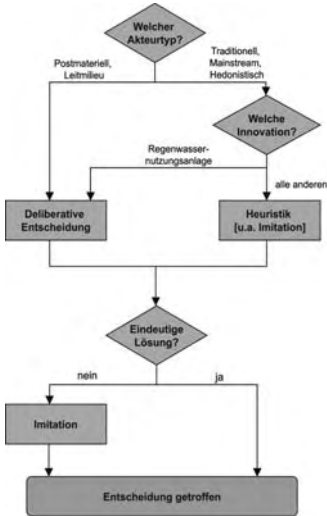 Welcher
Akteurtyp?
Postmateriell,
Leitmilieu
Traditionell,
Mainstream,
Hedonistisch
Welche
Innovation?
Regenwasser-
nutzungsanlage
alle anderen
Deliberative
Entscheidung
Heuristik
[u.a. Imitation]
Eindeutige
Lösung?
nein
ja
Imitation
Entscheidung getroffen